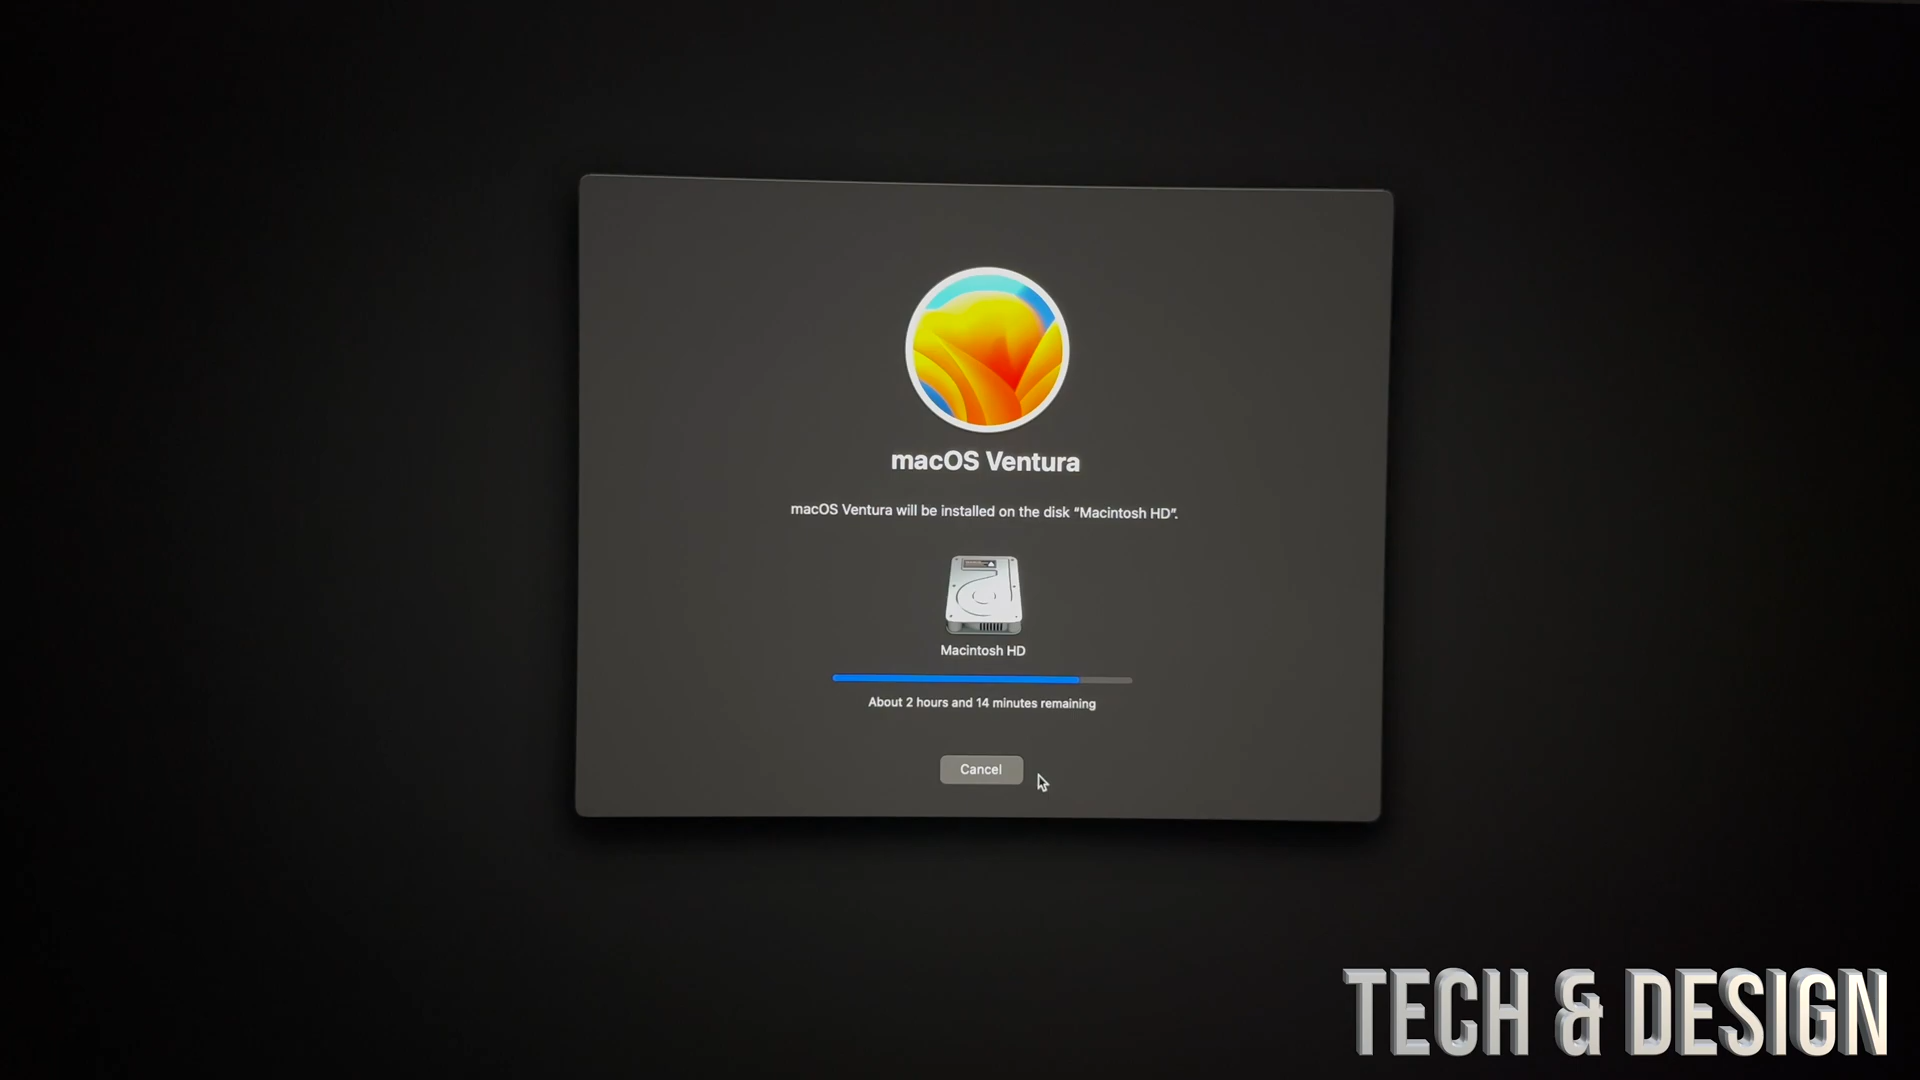 macOS Ventura
macOS Ventura will be installed on the disk “Macintosh HD”.
Macintosh HD
About 2 hours and 14 minutes remaining
Cancel
TECH & DESIGN